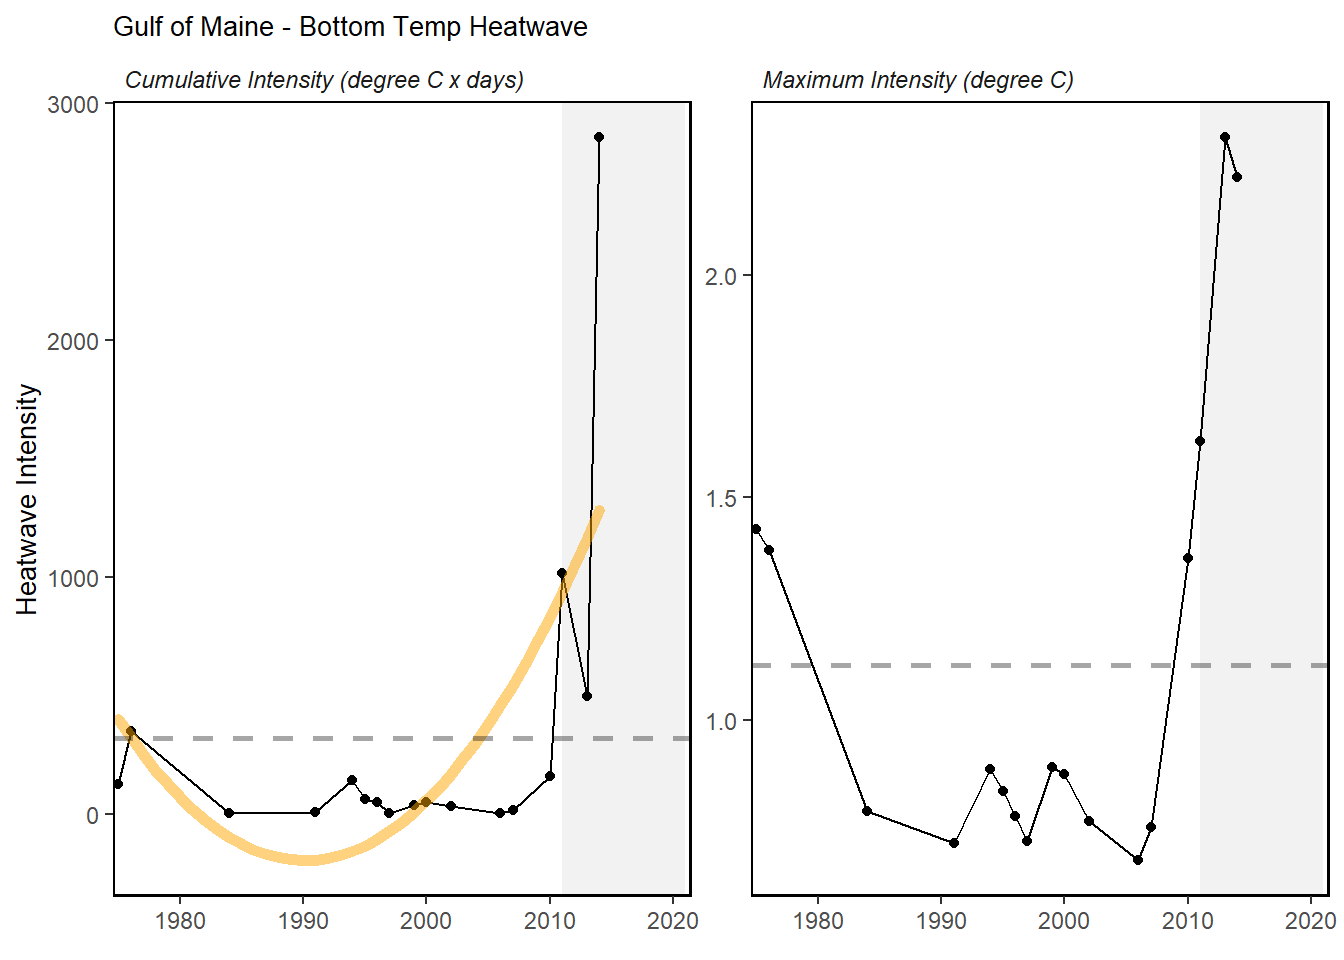 Gulf of Maine - Bottom Temp Heatwave
Cumulative Intensity (degree C x days)
Maximum Intensity (degree C)
Heatwave Intensity
3000
2000
1000
0
1980 1990 2000 2010 2020
2.0
1.5
1.0
1980 1990 2000 2010 2020